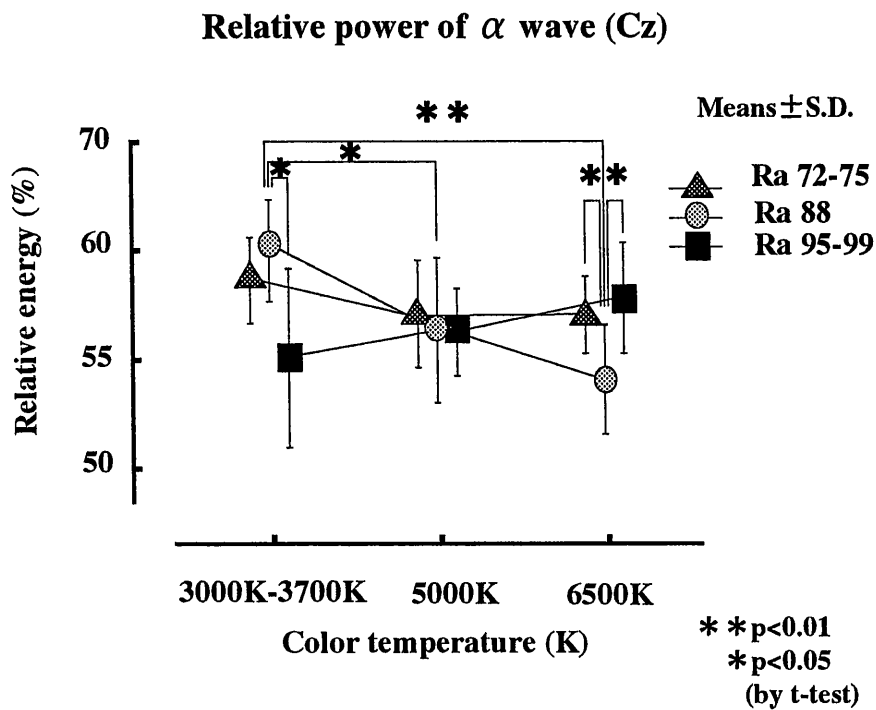 Relative power of α wave (Cz)
Means±S.D.
Ra 72-75
Ra 88
Ra 95-99
**
*
*
* *
Relative energy (%)
70
60
55
50
3000K-3700K 5000K 6500K
Color temperature (K)
* * p<0.01
* p<0.05
(by t-test)